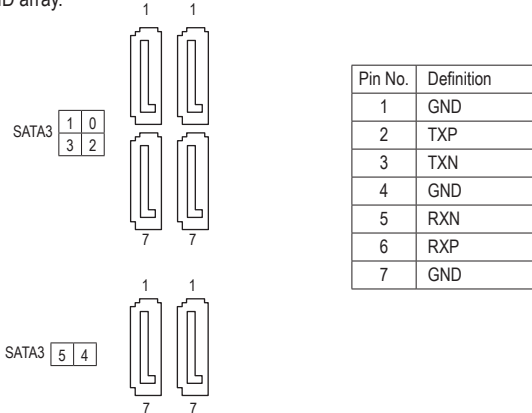 D array.
1 1
SATA3 1 0
3 2
7 7
1 1
SATA3 5 4
7 7
Pin No. Definition
1 GND
2 TXP
3 TXN
4 GND
5 RXN
6 RXP
7 GND